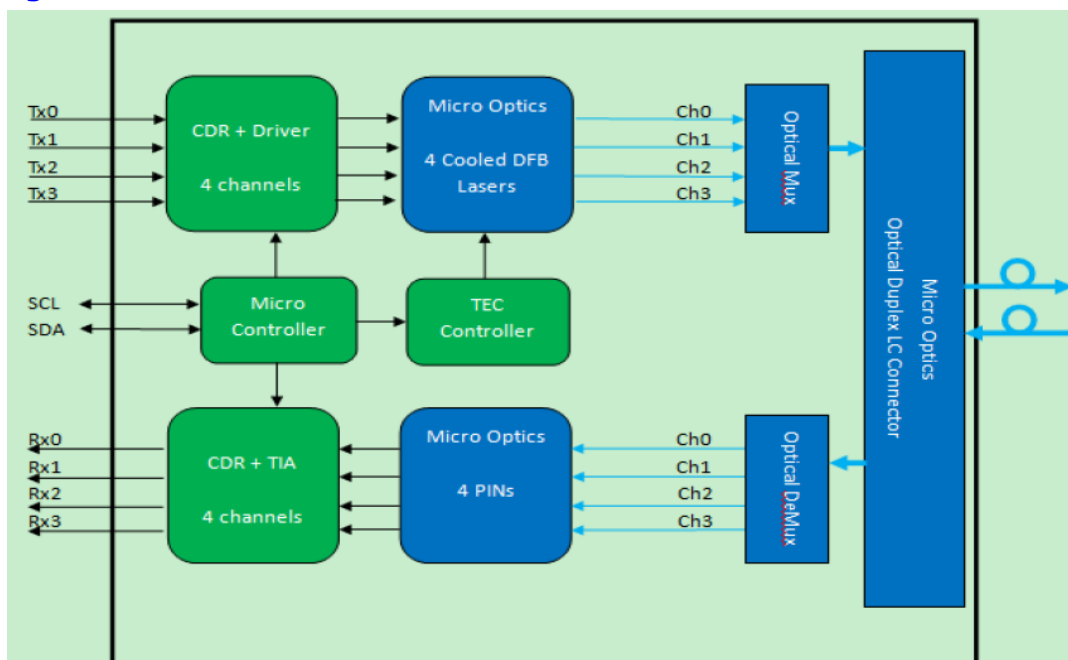 Tx0
Tx1
Tx2
Tx3
CDR + Driver
4 channels
Micro Optics
4 Cooled DFB
Lasers
Ch0
Ch1
Ch2
Ch3
Optical Mux
SCL
SDA
Micro
Controller
TEC
Controller
Micro Optics
Optical Duplex LC Connector
Rx0
Rx1
Rx2
Rx3
CDR + TIA
4 channels
Micro Optics
4 PINs
Ch0
Ch1
Ch2
Ch3
Optical DeMux